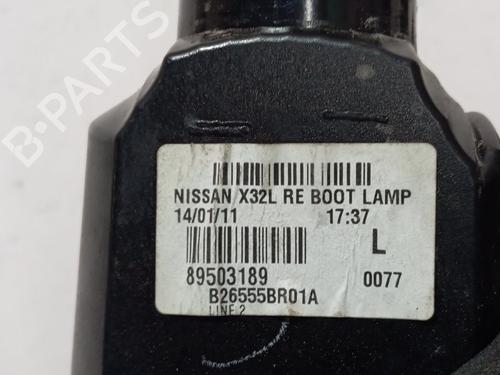 B-PARTS
NISSAN X32L RE BOOT LAMP
14/01/11 17:37
L
89503189 0077
B26555BR01A
LINE 2